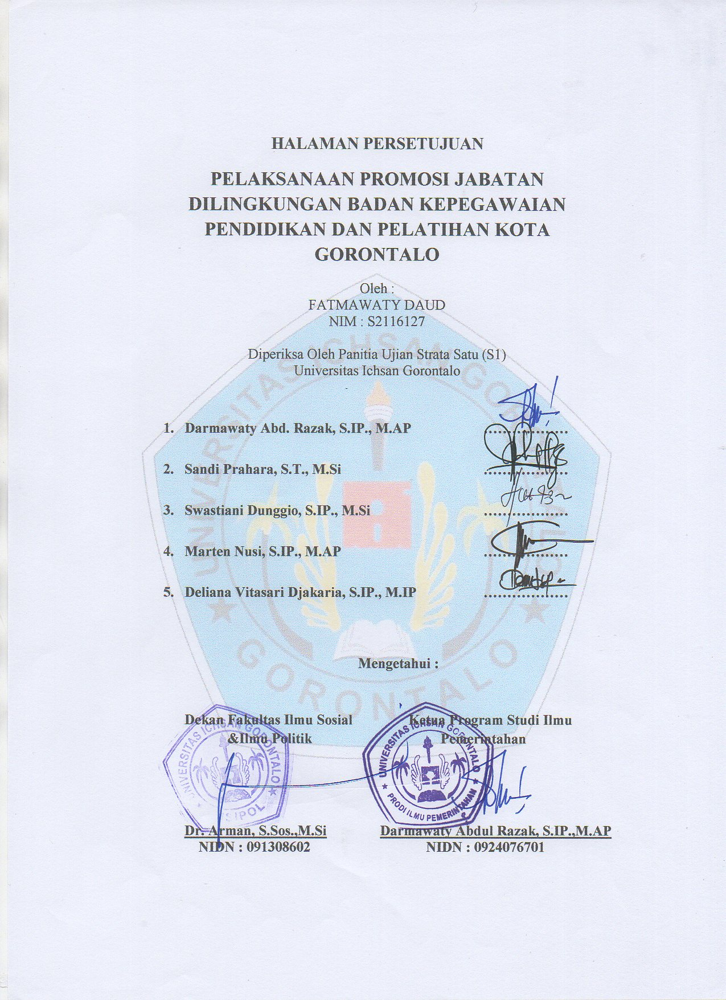 HALAMAN PERSETUJUAN
PELAKSANAAN PROMOSI JABATAN
DILINGKUNGAN BADAN KEPEGAWAIAN
PENDIDIKAN DAN PELATIHAN KOTA
GORONTALO
Oleh :
FATMAWATY DAUD
NIM : S2116127
Diperiksa Oleh Panitia Ujian Strata Satu (S1)
Universitas Ichsan Gorontalo
UNIVERSITAS ICHSAN GORONTALO
GORONTALO
1. Darmawaty Abd. Razak, S.IP., M.AP ..................
2. Sandi Prahara, S.T., M.Si ..................
3. Swastiani Dunggio, S.IP., M.Si ..................
4. Marten Nusi, S.IP., M.AP ..................
5. Deliana Vitasari Djakaria, S.IP., M.IP ..................
Mengetahui :
Dekan Fakultas Ilmu Sosial
&Ilmu Politik
Ketua Program Studi Ilmu
Pemerintahan
UNIVERSITAS ICHSAN GORONTALO
UNIVERSITAS ICHSAN GORONTALO
PRODI ILMU PEMERINTAHAN
Dr. Arman, S.Sos.,M.Si
NIDN : 091308602
Darmawaty Abdul Razak, S.IP.,M.AP
NIDN : 0924076701